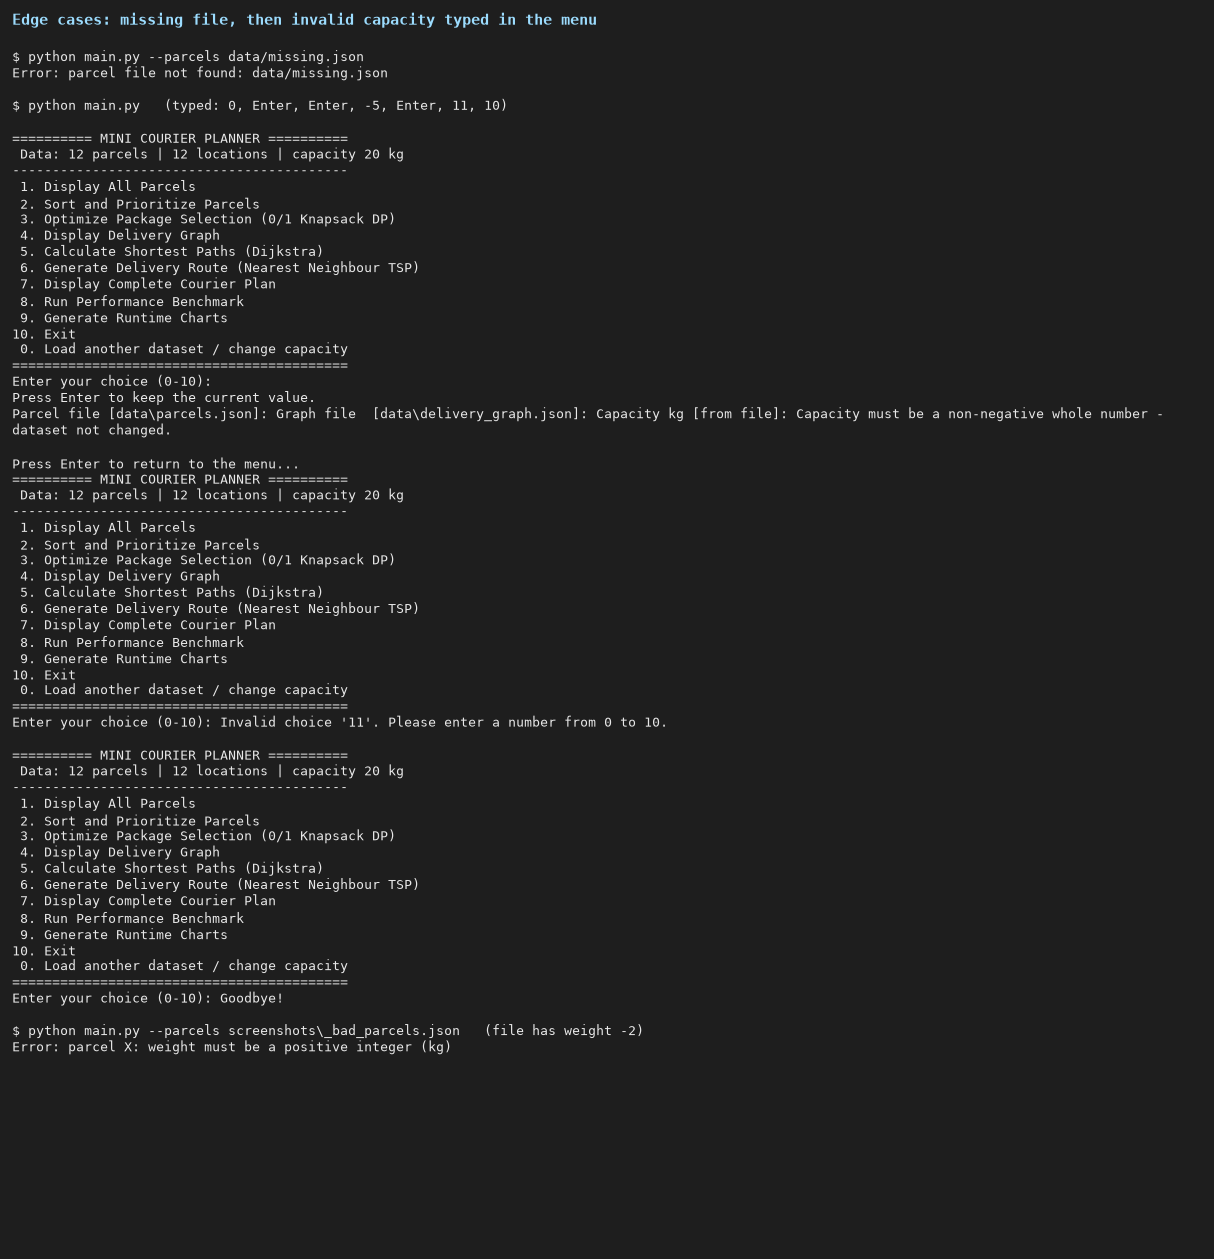 Edge cases: missing file, then invalid capacity typed in the menu
$ python main.py --parcels data/missing.json
Error: parcel file not found: data/missing.json
$ python main.py   (typed: 0, Enter, Enter, -5, Enter, 11, 10)
========== MINI COURIER PLANNER ==========
 Data: 12 parcels | 12 locations | capacity 20 kg
------------------------------------------
 1. Display All Parcels
 2. Sort and Prioritize Parcels
 3. Optimize Package Selection (0/1 Knapsack DP)
 4. Display Delivery Graph
 5. Calculate Shortest Paths (Dijkstra)
 6. Generate Delivery Route (Nearest Neighbour TSP)
 7. Display Complete Courier Plan
 8. Run Performance Benchmark
 9. Generate Runtime Charts
10. Exit
 0. Load another dataset / change capacity
==========================================
Enter your choice (0-10):
Press Enter to keep the current value.
Parcel file [data\parcels.json]: Graph file  [data\delivery_graph.json]: Capacity kg [from file]: Capacity must be a non-negative whole number -
dataset not changed.
Press Enter to return to the menu...
========== MINI COURIER PLANNER ==========
 Data: 12 parcels | 12 locations | capacity 20 kg
------------------------------------------
 1. Display All Parcels
 2. Sort and Prioritize Parcels
 3. Optimize Package Selection (0/1 Knapsack DP)
 4. Display Delivery Graph
 5. Calculate Shortest Paths (Dijkstra)
 6. Generate Delivery Route (Nearest Neighbour TSP)
 7. Display Complete Courier Plan
 8. Run Performance Benchmark
 9. Generate Runtime Charts
10. Exit
 0. Load another dataset / change capacity
==========================================
Enter your choice (0-10): Invalid choice '11'. Please enter a number from 0 to 10.
========== MINI COURIER PLANNER ==========
 Data: 12 parcels | 12 locations | capacity 20 kg
------------------------------------------
 1. Display All Parcels
 2. Sort and Prioritize Parcels
 3. Optimize Package Selection (0/1 Knapsack DP)
 4. Display Delivery Graph
 5. Calculate Shortest Paths (Dijkstra)
 6. Generate Delivery Route (Nearest Neighbour TSP)
 7. Display Complete Courier Plan
 8. Run Performance Benchmark
 9. Generate Runtime Charts
10. Exit
 0. Load another dataset / change capacity
==========================================
Enter your choice (0-10): Goodbye!
$ python main.py --parcels screenshots\_bad_parcels.json   (file has weight -2)
Error: parcel X: weight must be a positive integer (kg)